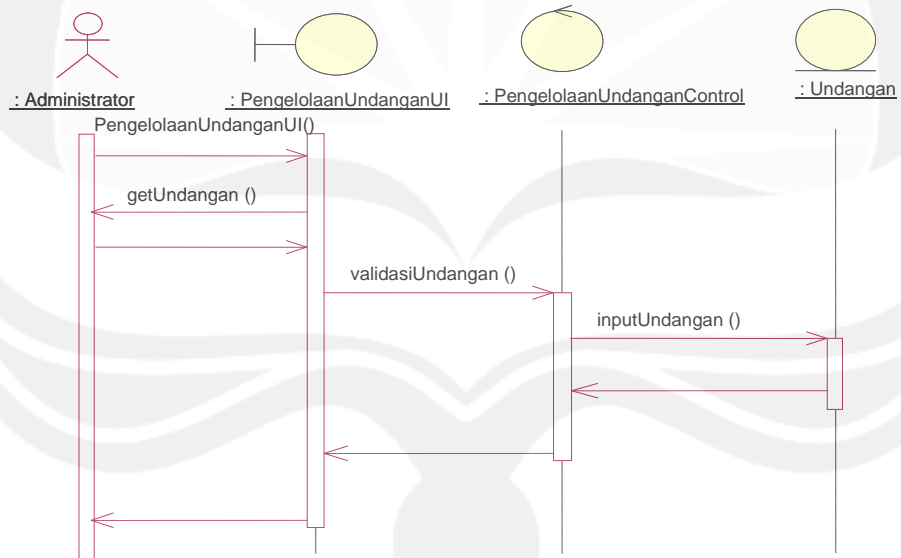 : Administrator
: PengelolaanUndanganUI
: PengelolaanUndanganControl
: Undangan
PengelolaanUndanganUI()
getUndangan ()
validasiUndangan ()
inputUndangan ()